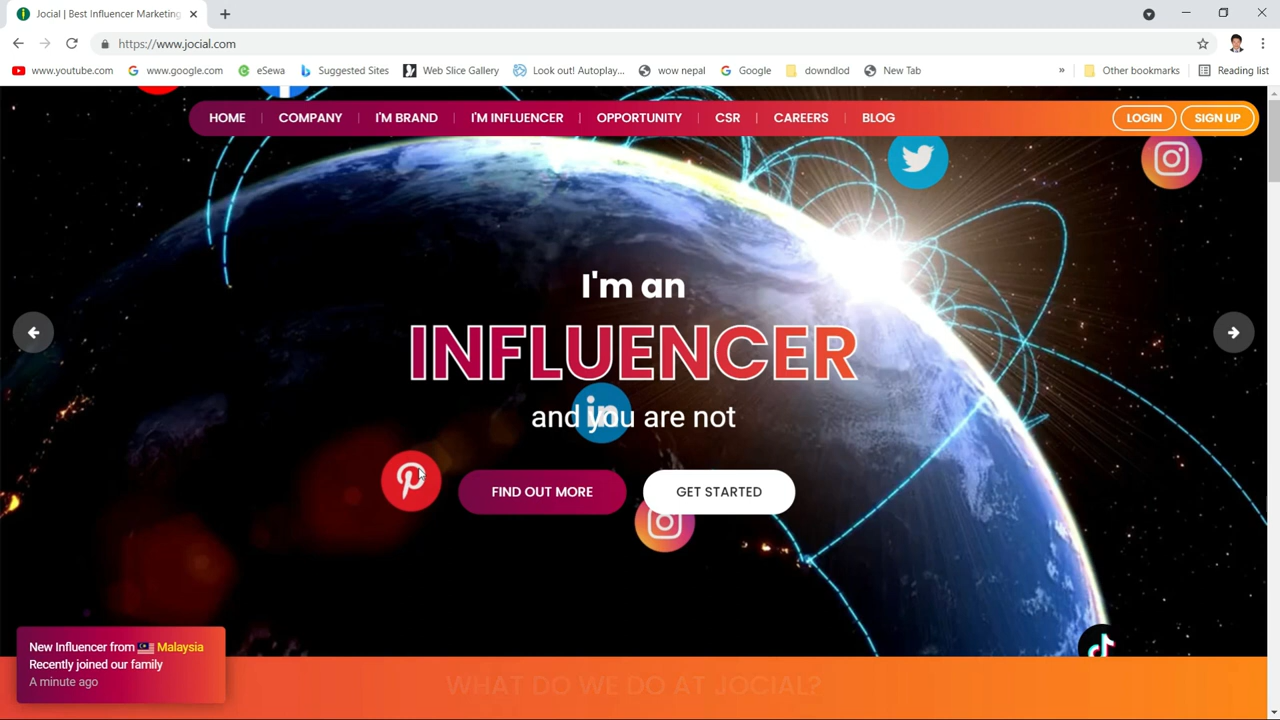 Jocial | Best Influencer Marketing
https://www.jocial.com
www.youtube.com www.google.com eSewa Suggested Sites Web Slice Gallery Look out! Autoplay... wow nepal Google downdlod New Tab » Other bookmarks Reading list
HOME COMPANY I'M BRAND I'M INFLUENCER OPPORTUNITY CSR CAREERS BLOG LOGIN SIGN UP
I'm an
INFLUENCER
in
and you are not
FIND OUT MORE GET STARTED
New Influencer from Malaysia
Recently joined our family
A minute ago
WHAT DO WE DO AT JOCIAL?